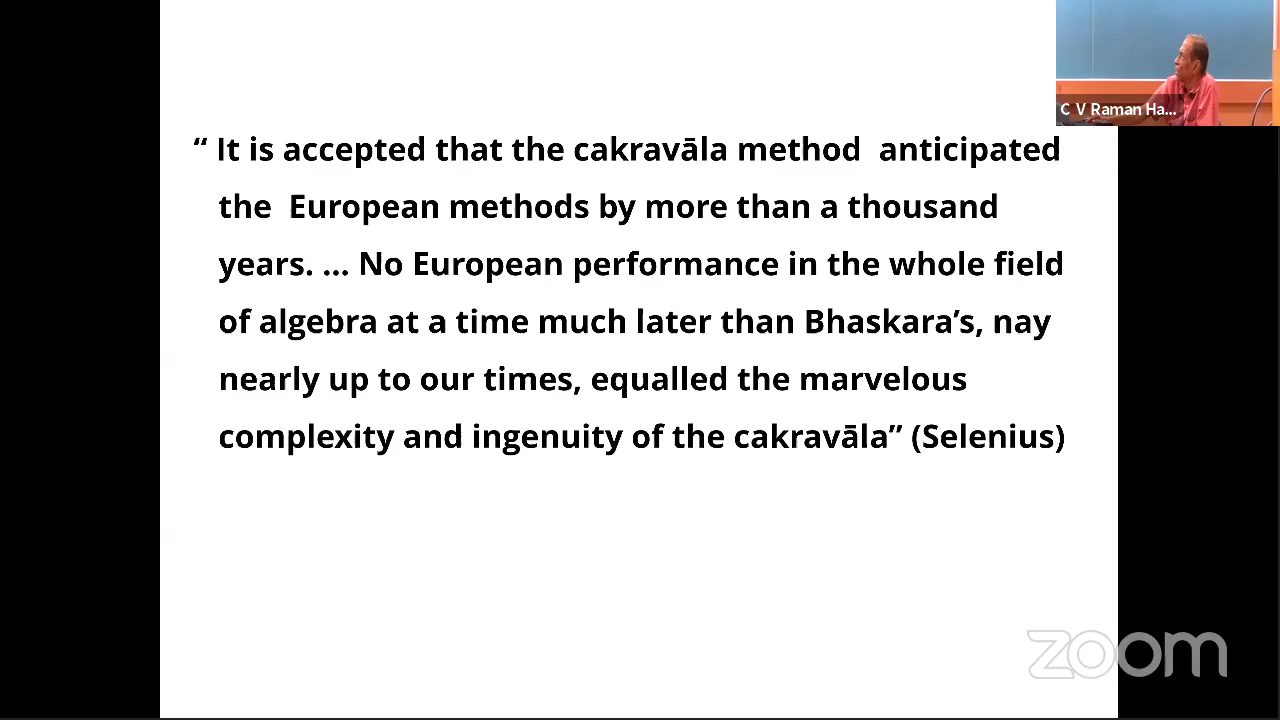 C V Raman Ha...
“ It is accepted that the cakravāla method anticipated
the European methods by more than a thousand
years. ... No European performance in the whole field
of algebra at a time much later than Bhaskara’s, nay
nearly up to our times, equalled the marvelous
complexity and ingenuity of the cakravāla” (Selenius)
zoom